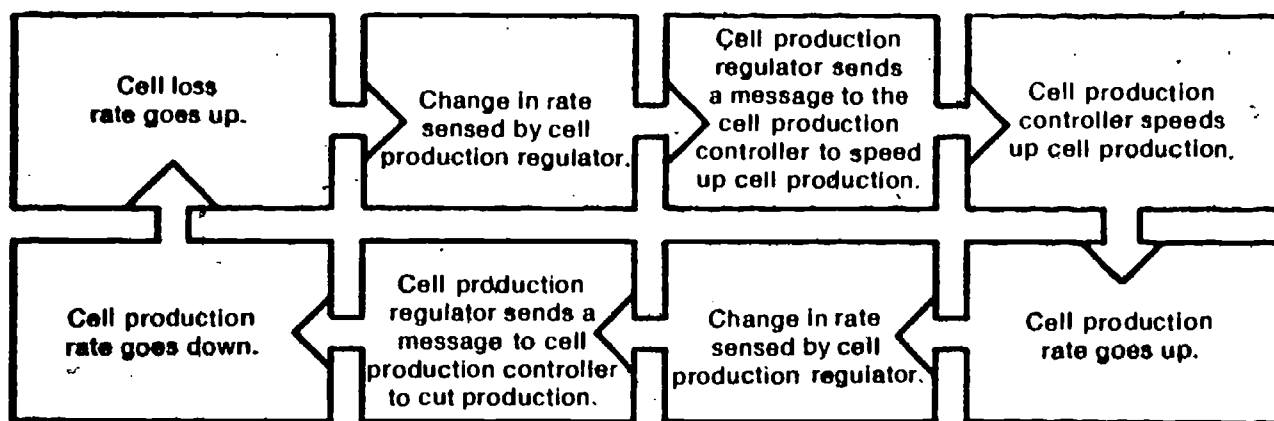 Cell loss
rate goes up.
Change in rate
sensed by cell
production regulator.
Cell production
regulator sends
a message to the
cell production
controller to speed
up cell production.
Cell production
controller speeds
up cell production.
Cell production
rate goes up.
Change in rate
sensed by cell
production regulator.
Cell production
regulator sends a
message to cell
production controller
to cut production.
Cell production
rate goes down.